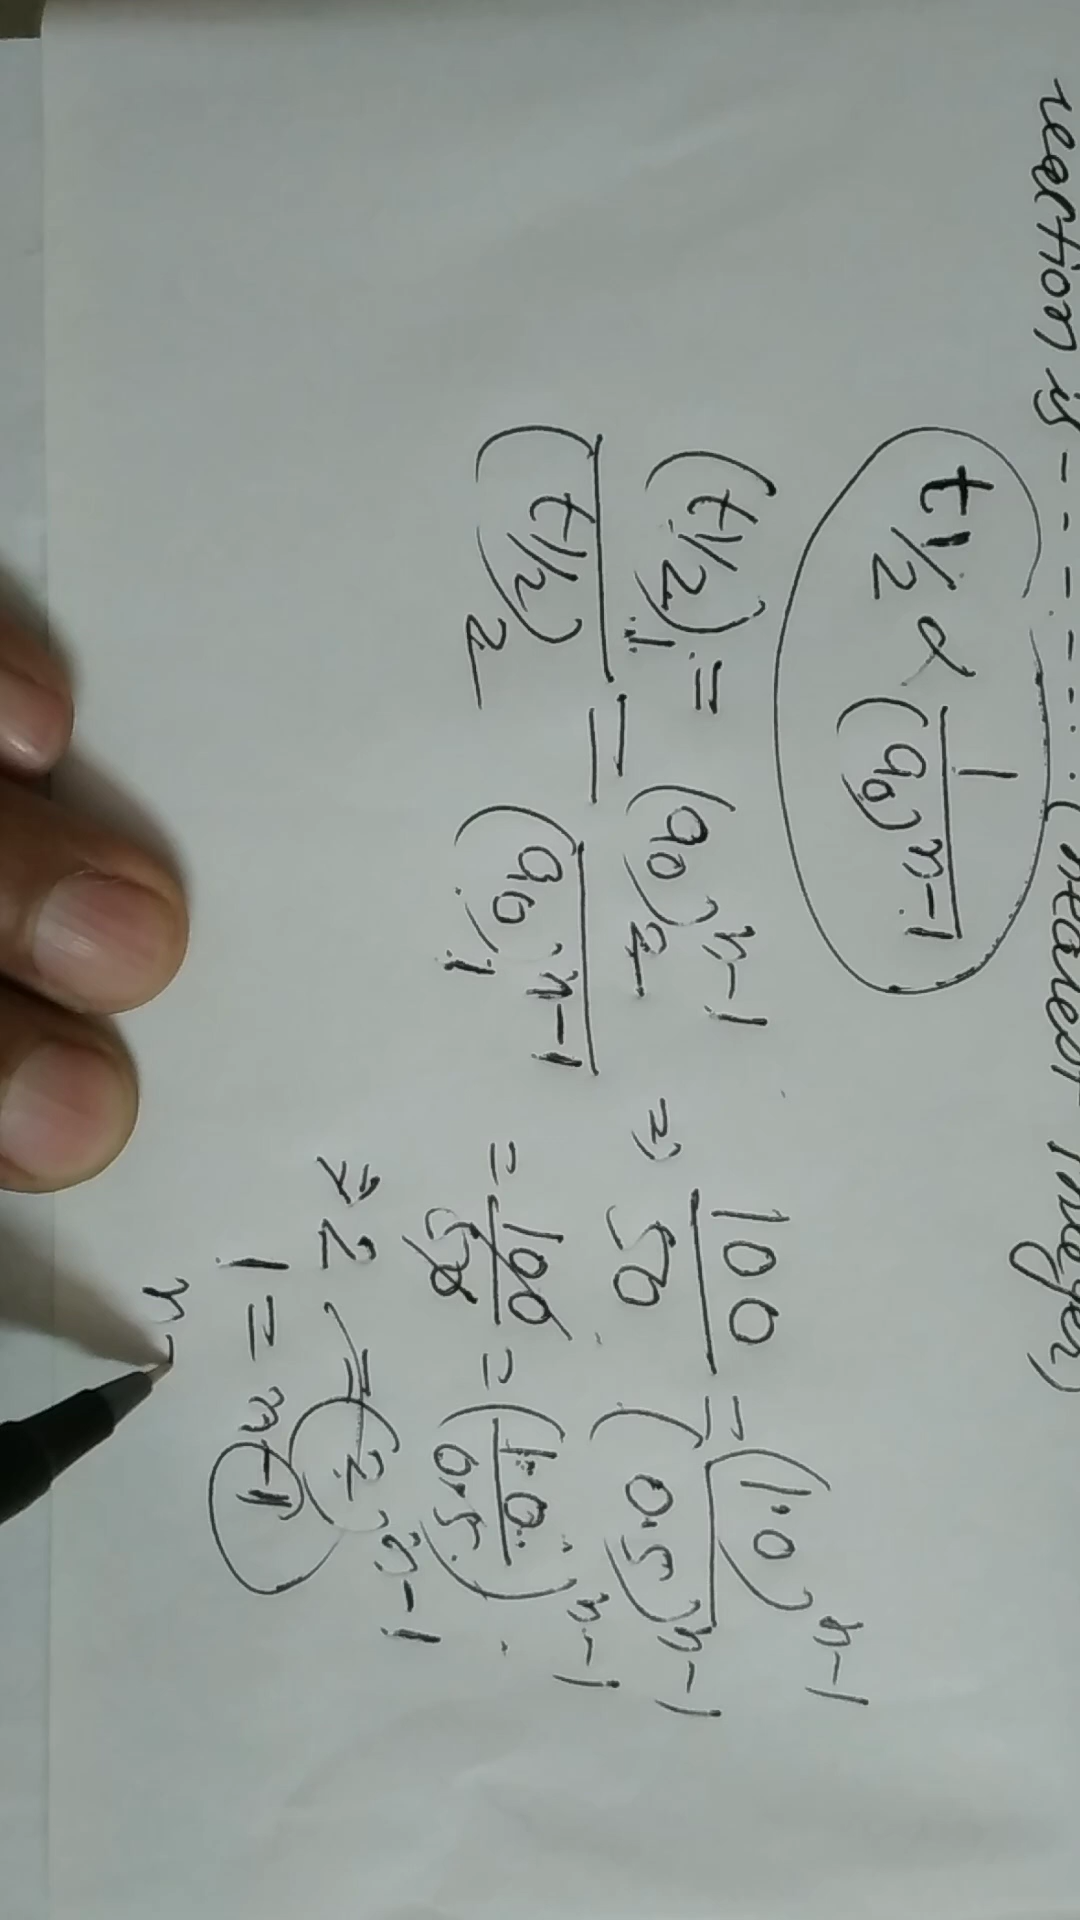 reaction is - - - - - - . (nearest Integer)
t1/2 α 1/(a0)^n-1
(t1/2)1 / (t1/2)2 = = (a0)2^n-1 / (a0)1^n-1 ⇒ 100/50 = (1.0)^n-1 / (0.5)^n-1
= 100/50 = (1.0/0.5)^n-1
⇒ 2 = (2)^n-1
1 = n-1
n